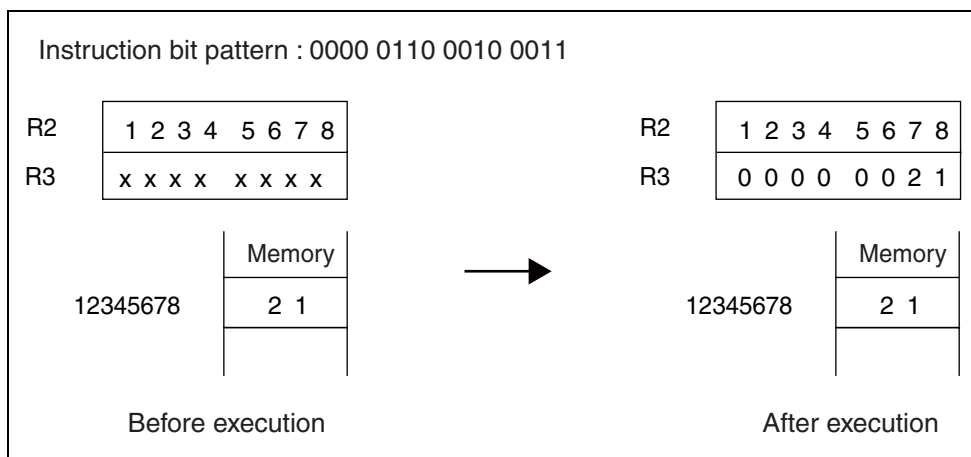 Instruction bit pattern : 0000 0110 0010 0011
R2 1 2 3 4 5 6 7 8 R2 1 2 3 4 5 6 7 8
R3 x x x x x x x x R3 0 0 0 0 0 0 2 1
Memory Memory
12345678 2 1 12345678 2 1
Before execution After execution